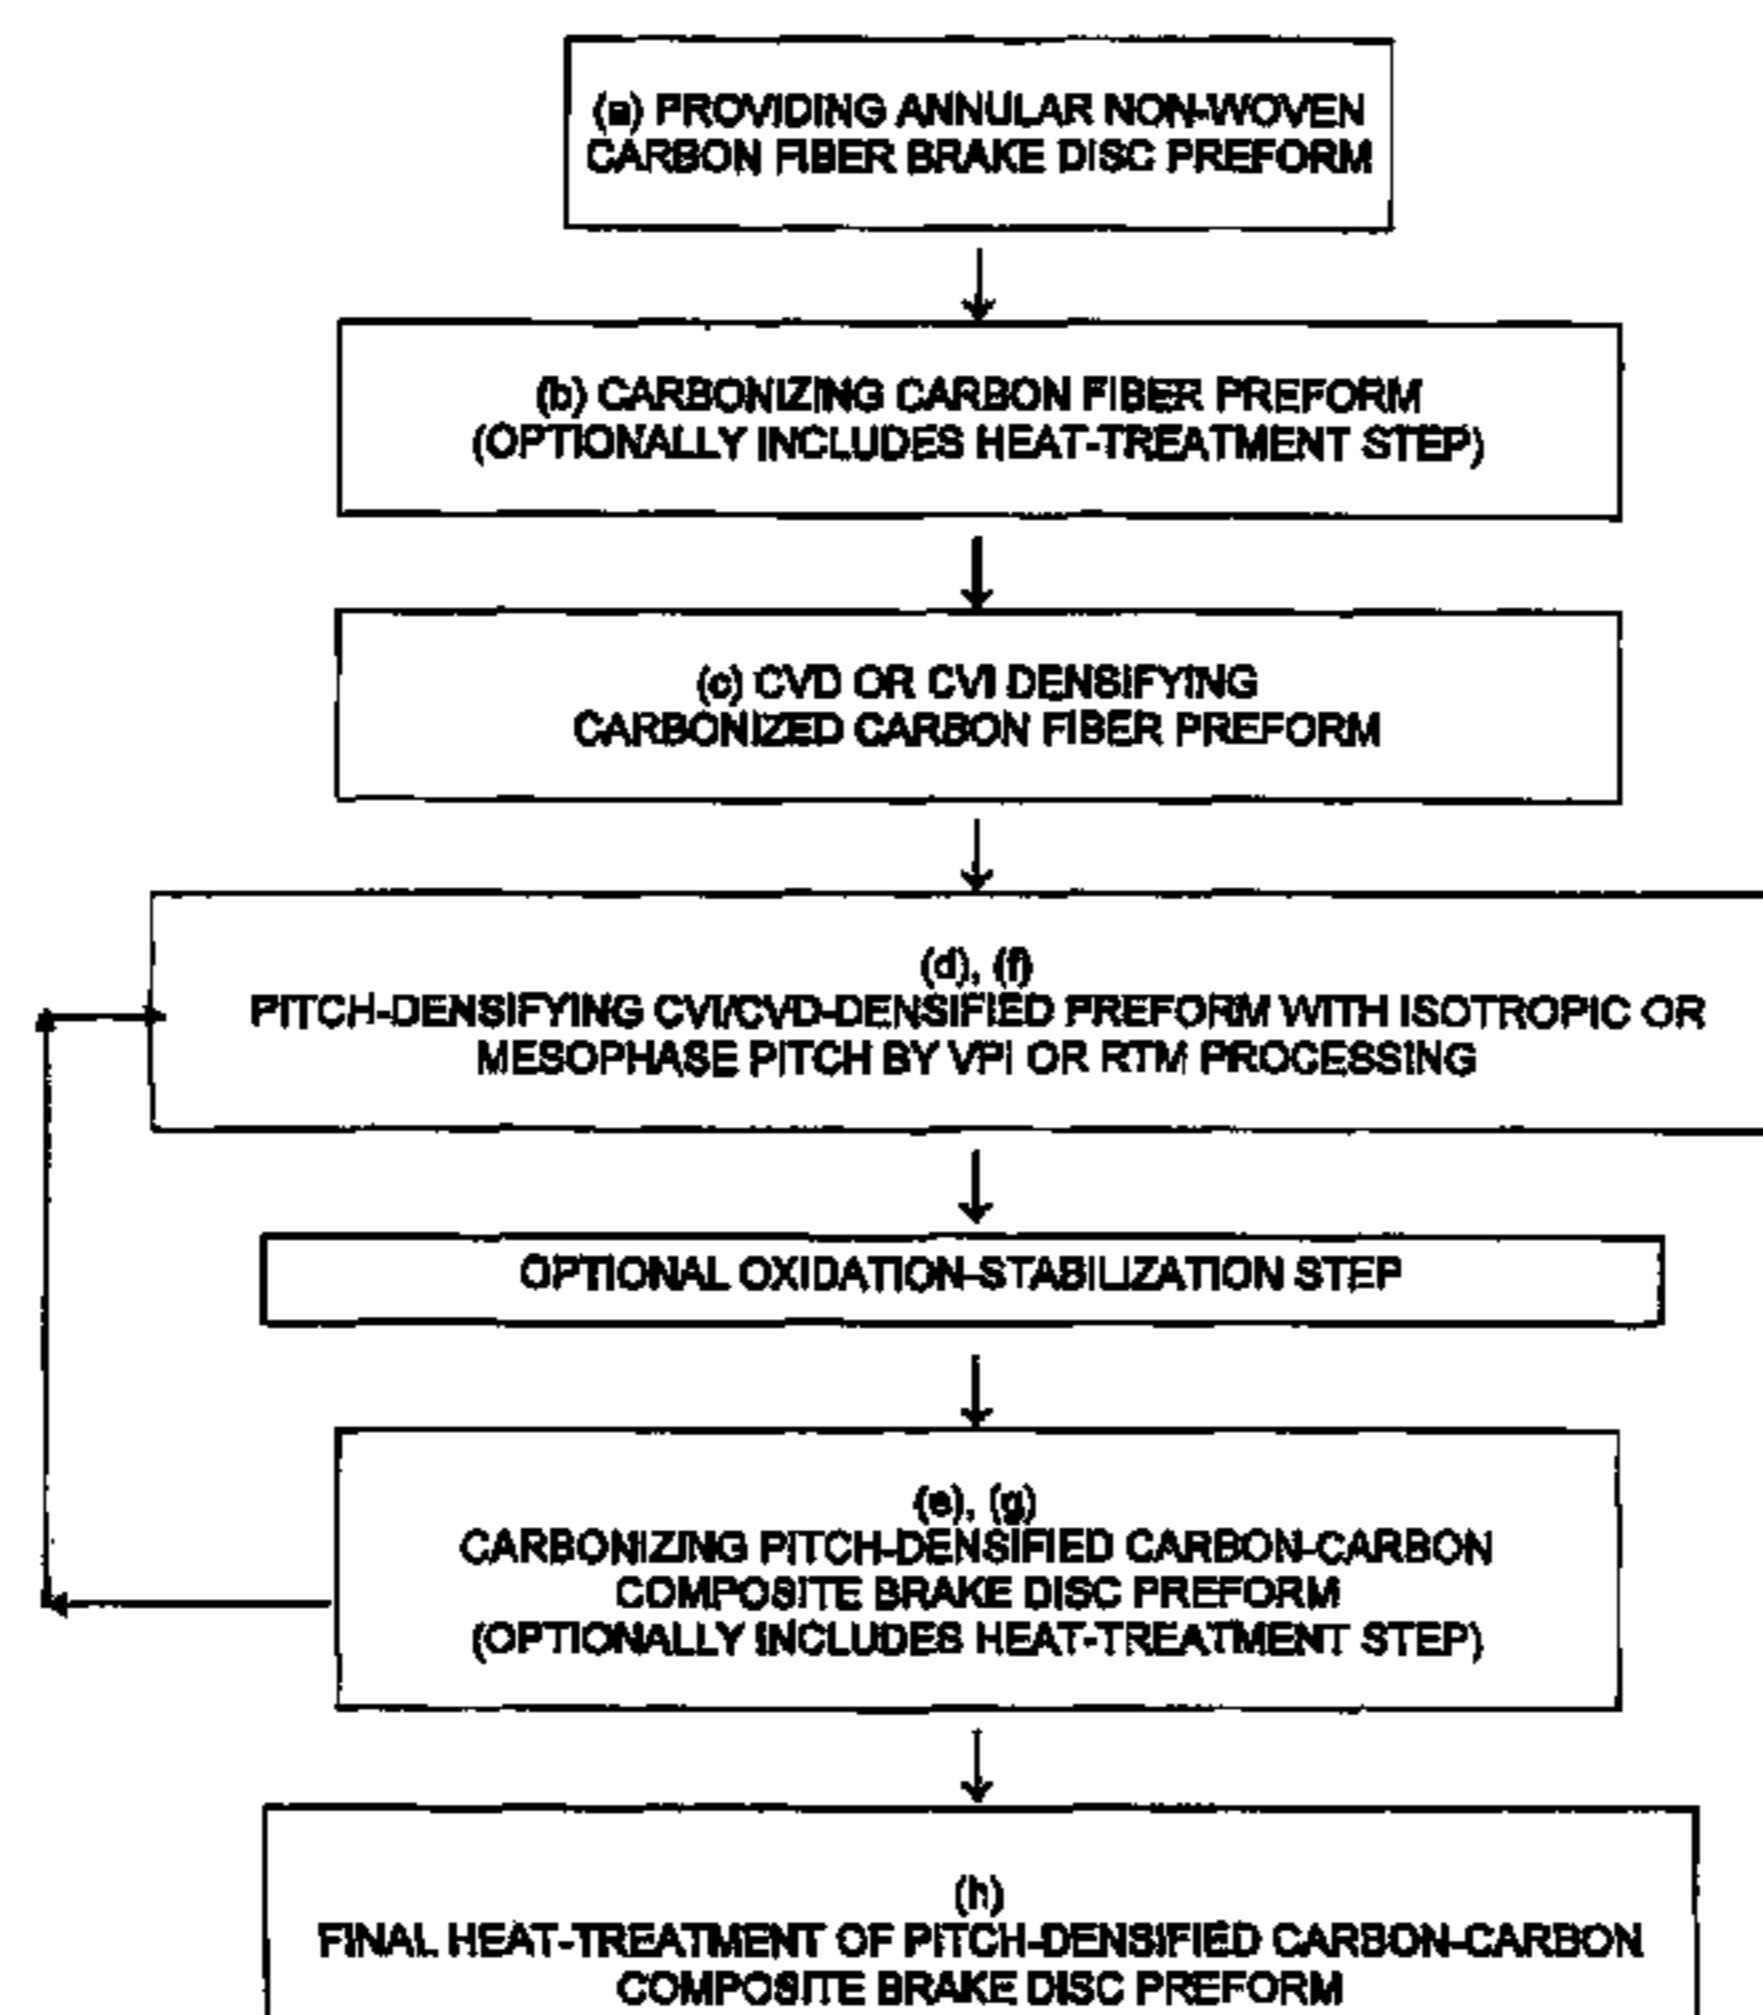 (a) PROVIDING ANNULAR NON-WOVEN
CARBON FIBER BRAKE DISC PREFORM
(b) CARBONIZING CARBON FIBER PREFORM
(OPTIONALLY INCLUDES HEAT-TREATMENT STEP)
(c) CVD OR CVI DENSIFYING
CARBONIZED CARBON FIBER PREFORM
(d), (f)
PITCH-DENSIFYING CVI/CVD-DENSIFIED PREFORM WITH ISOTROPIC OR
MESOPHASE PITCH BY VPI OR RTM PROCESSING
OPTIONAL OXIDATION-STABILIZATION STEP
(e), (g)
CARBONIZING PITCH-DENSIFIED CARBON-CARBON
COMPOSITE BRAKE DISC PREFORM
(OPTIONALLY INCLUDES HEAT-TREATMENT STEP)
(h)
FINAL HEAT-TREATMENT OF PITCH-DENSIFIED CARBON-CARBON
COMPOSITE BRAKE DISC PREFORM